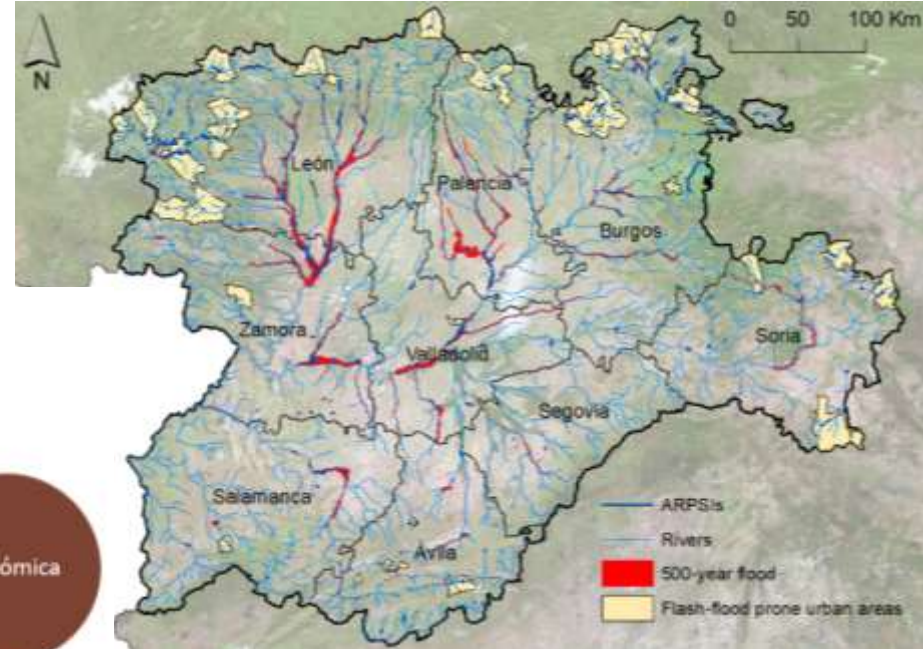 0 50 100 Km
N
León
Palencia
Burgos
Zamora
Valladolid
Soria
Segovia
Salamanca
Ávila
ómica
ARPSIs
Rivers
500-year flood
Flash-flood prone urban areas